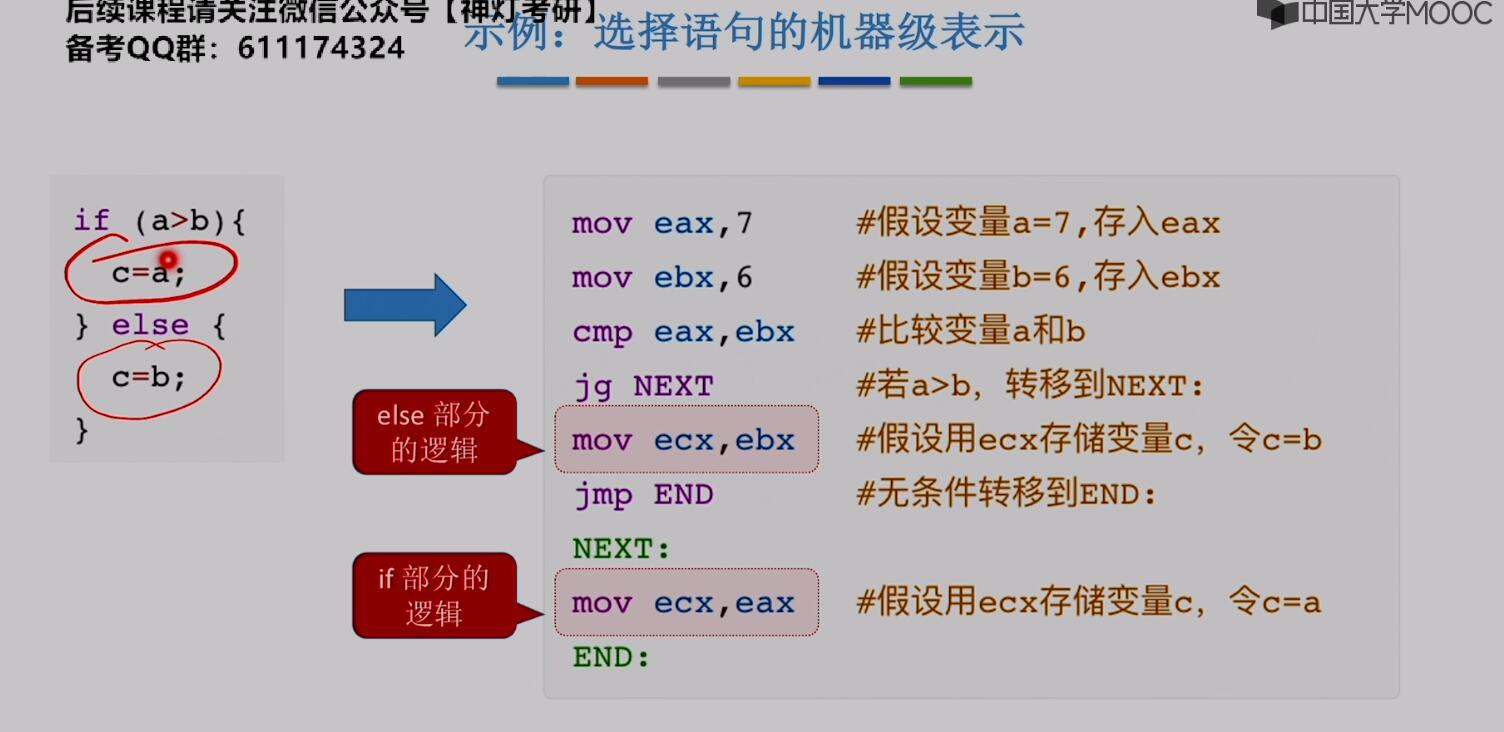 后续课程请关注微信公众号【神灯考研】
备考QQ群：611174324
中国大学MOOC
示例：选择语句的机器级表示
if (a>b){
c=a;
} else {
c=b;
}
mov eax,7 #假设变量a=7,存入eax
mov ebx,6 #假设变量b=6,存入ebx
cmp eax,ebx #比较变量a和b
jg NEXT #若a>b，转移到NEXT:
else 部分
的逻辑
mov ecx,ebx #假设用ecx存储变量c，令c=b
jmp END #无条件转移到END:
NEXT:
if 部分的
逻辑
mov ecx,eax #假设用ecx存储变量c，令c=a
END: